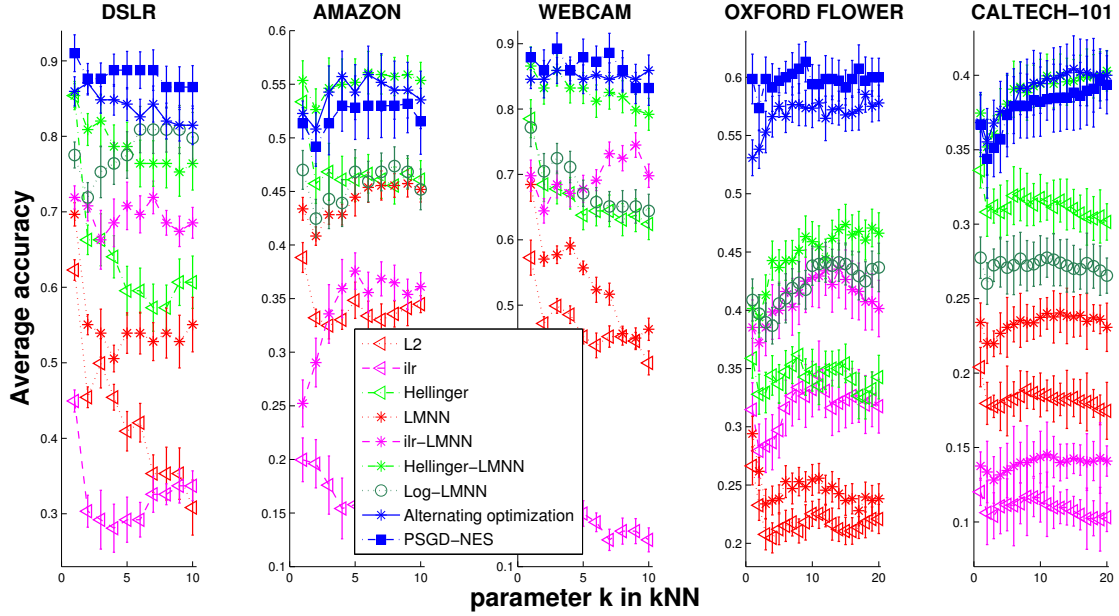 DSLR AMAZON WEBCAM OXFORD FLOWER CALTECH−101
Average accuracy
0.9
0.8
0.7
0.6
0.5
0.4
0.3
0 5 10
0.6
0.55
0.5
0.45
0.4
0.35
0.3
0.25
0.2
0.15
0.1
0 5 10
0.9
0.8
0.7
0.6
0.5
0.1
0 5 10
0.6
0.55
0.5
0.45
0.4
0.35
0.3
0.25
0.2
0 10 20
0.4
0.35
0.3
0.25
0.2
0.15
0.1
0 10 20
L2
ilr
Hellinger
LMNN
ilr−LMNN
Hellinger−LMNN
Log−LMNN
Alternating optimization
PSGD−NES
parameter k in kNN